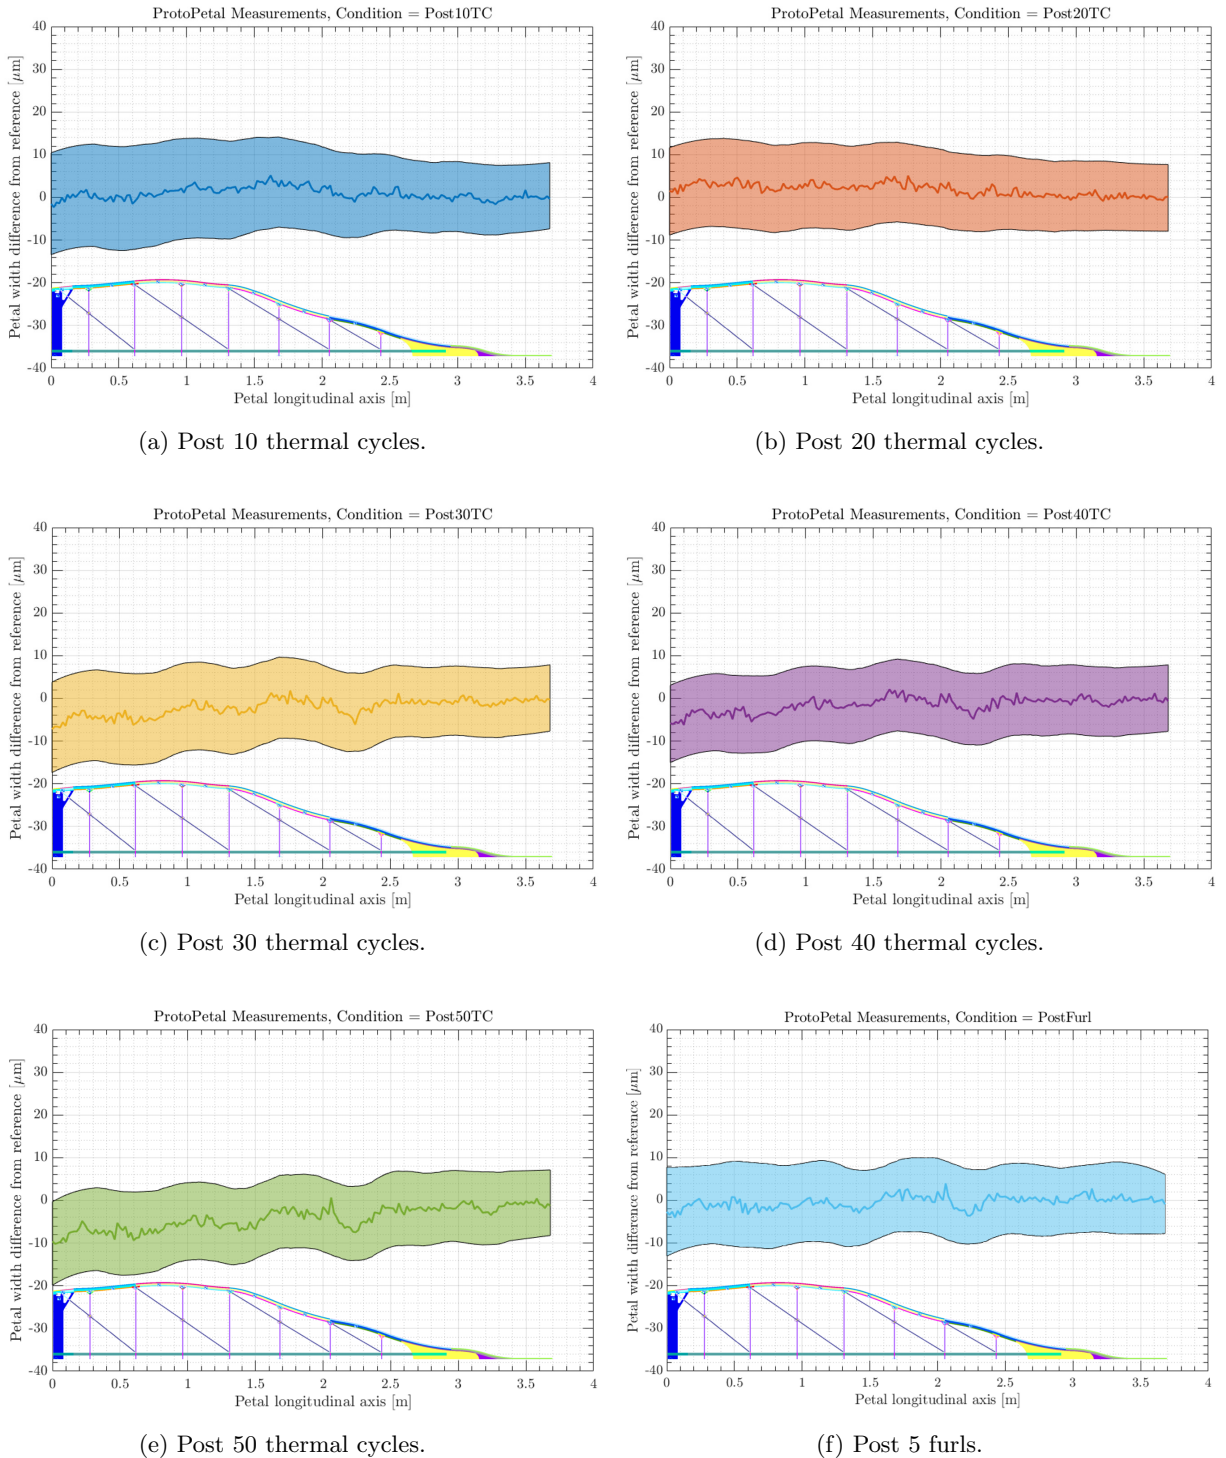 ProtoPetal Measurements, Condition = Post10TC
Petal width difference from reference [μm]
40
30
20
10
0
-10
-20
-30
-40
0 0.5 1 1.5 2 2.5 3 3.5 4
Petal longitudinal axis [m]
(a) Post 10 thermal cycles.
ProtoPetal Measurements, Condition = Post20TC
Petal width difference from reference [μm]
40
30
20
10
0
-10
-20
-30
-40
0 0.5 1 1.5 2 2.5 3 3.5 4
Petal longitudinal axis [m]
(b) Post 20 thermal cycles.
ProtoPetal Measurements, Condition = Post30TC
Petal width difference from reference [μm]
40
30
20
10
0
-10
-20
-30
-40
0 0.5 1 1.5 2 2.5 3 3.5 4
Petal longitudinal axis [m]
(c) Post 30 thermal cycles.
ProtoPetal Measurements, Condition = Post40TC
Petal width difference from reference [μm]
40
30
20
10
0
-10
-20
-30
-40
0 0.5 1 1.5 2 2.5 3 3.5 4
Petal longitudinal axis [m]
(d) Post 40 thermal cycles.
ProtoPetal Measurements, Condition = Post50TC
Petal width difference from reference [μm]
40
30
20
10
0
-10
-20
-30
-40
0 0.5 1 1.5 2 2.5 3 3.5 4
Petal longitudinal axis [m]
(e) Post 50 thermal cycles.
ProtoPetal Measurements, Condition = PostFurl
Petal width difference from reference [μm]
40
30
20
10
0
-10
-20
-30
-40
0 0.5 1 1.5 2 2.5 3 3.5 4
Petal longitudinal axis [m]
(f) Post 5 furls.